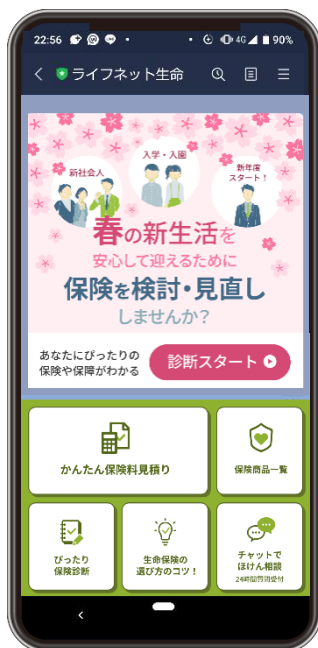 22:56
4G 90%
ライフネット生命
新社会人
入学・入園
新年度
スタート!
春の新生活を
安心して迎えるために
保険を検討・見直し
しませんか?
あなたにぴったりの
保険や保障がわかる
診断スタート
かんたん保険料見積り
保険商品一覧
ぴったり
保険診断
生命保険の
選び方のコツ!
チャットで
ほけん相談
24時間質問受付